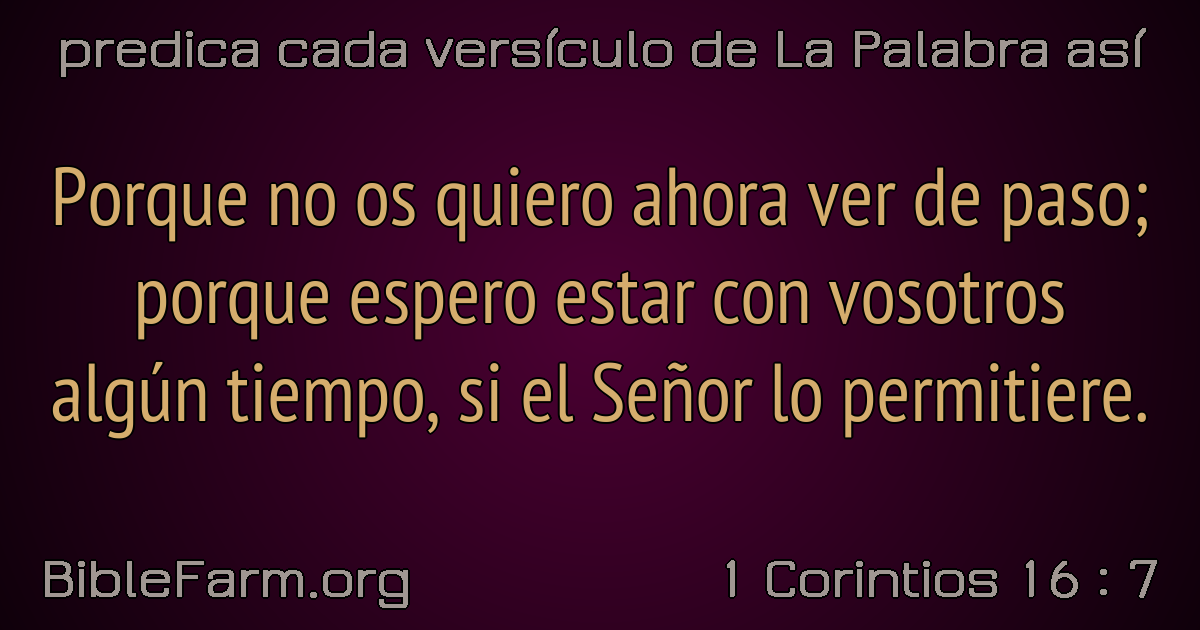 predica cada versículo de La Palabra así
Porque no os quiero ahora ver de paso;
porque espero estar con vosotros
algún tiempo, si el Señor lo permitiere.
BibleFarm.org
1 Corintios 16 : 7